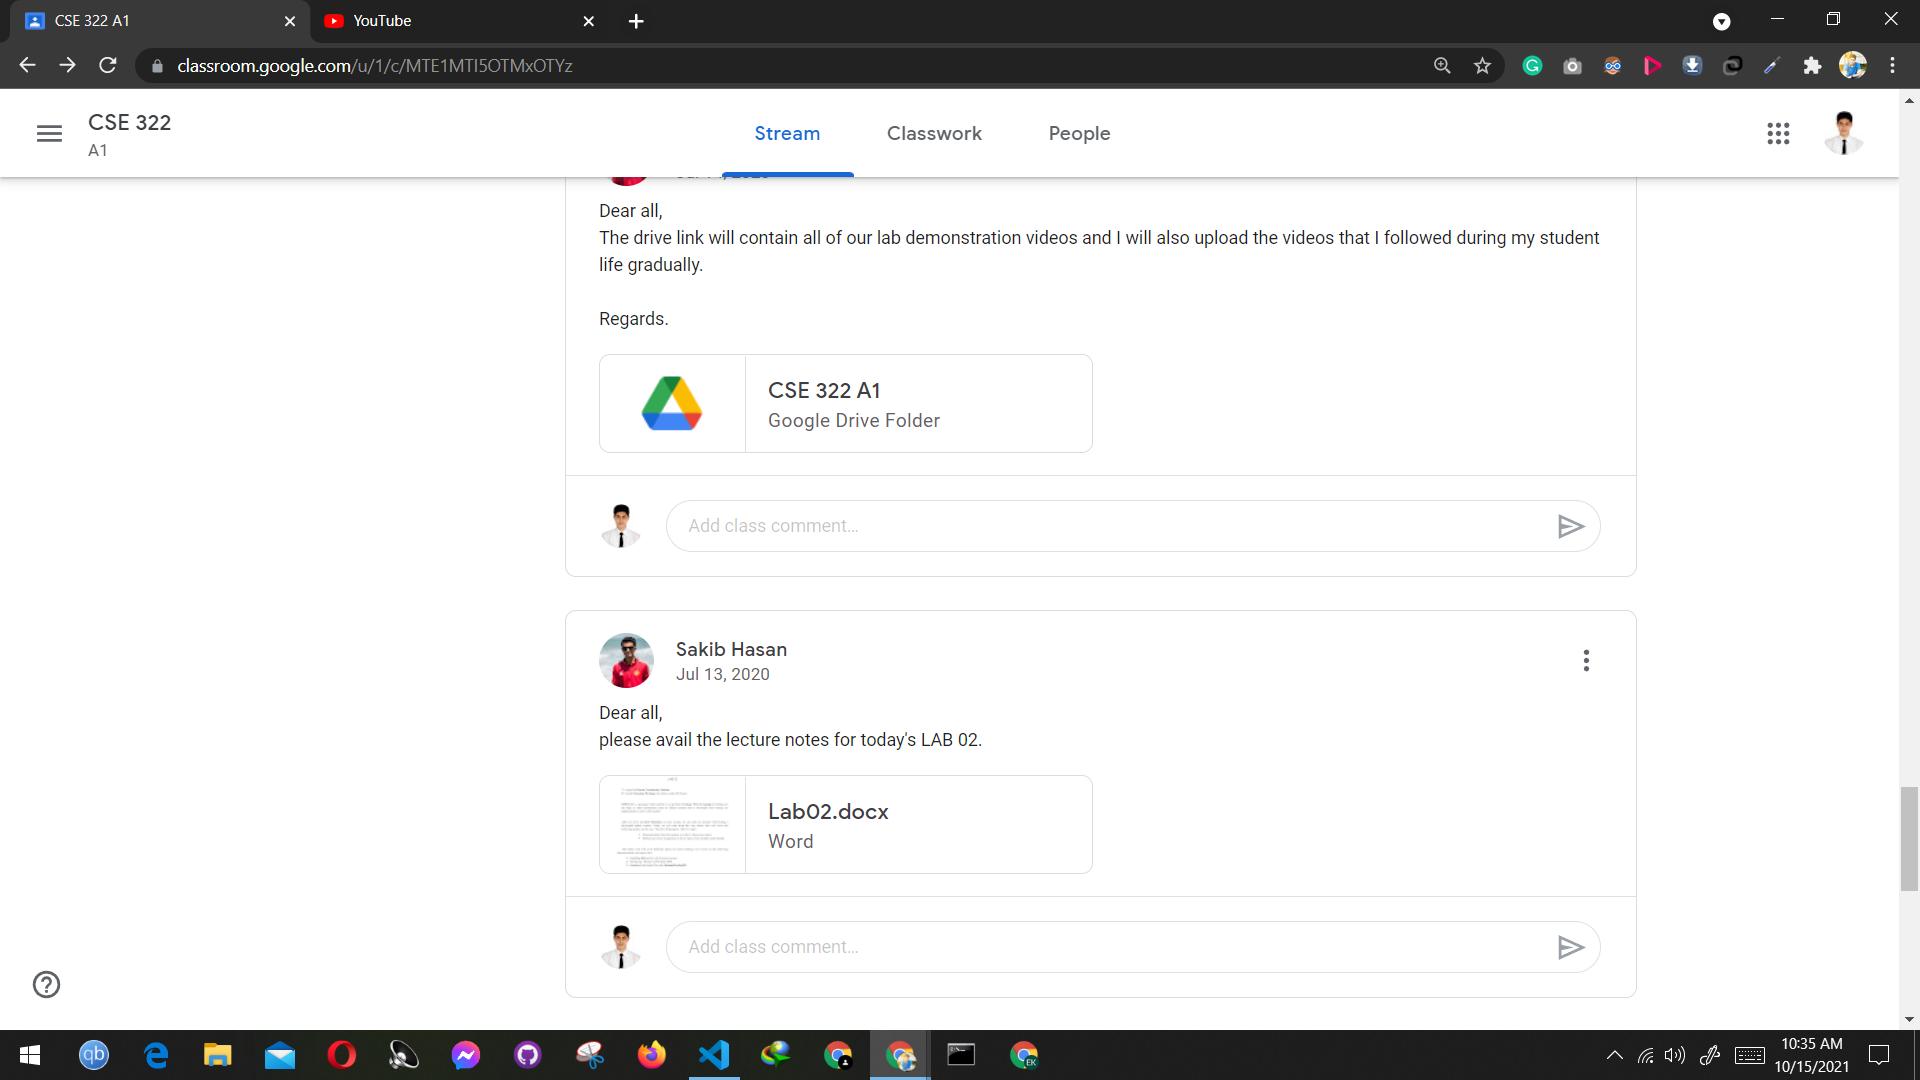 CSE 322 A1
YouTube
classroom.google.com/u/1/c/MTE1MTI5OTMxOTYz
CSE 322
A1
Stream
Classwork
People
Dear all,
The drive link will contain all of our lab demonstration videos and I will also upload the videos that I followed during my student
life gradually.
Regards.
CSE 322 A1
Google Drive Folder
Add class comment...
Sakib Hasan
Jul 13, 2020
Dear all,
please avail the lecture notes for today's LAB 02.
Lab02.docx
Word
Add class comment...
qb
EK
10:35 AM
10/15/2021